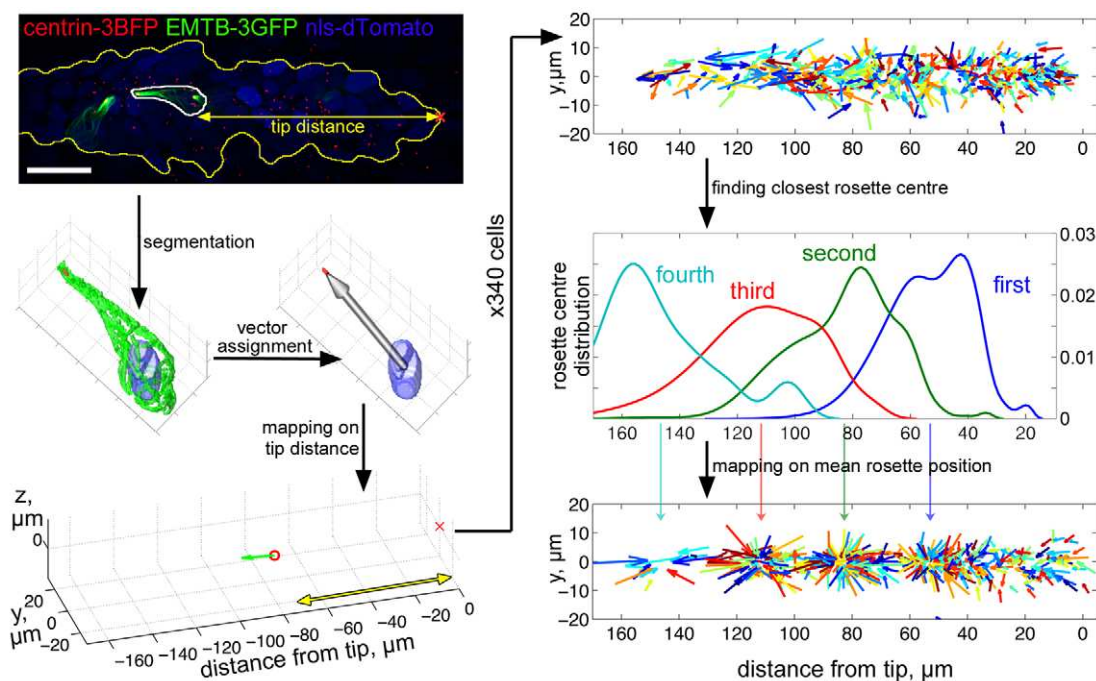 centrin-3BFP EMTB-3GFP nls-dTomato
tip distance
segmentation
vector
assignment
mapping on
tip distance
z,
μm
0
y,
μm
20
0
−20
−160 −140 −120 −100 −80 −60 −40 −20 0
distance from tip, μm
x340 cells
y, μm
20
10
0
−10
−20
160 140 120 100 80 60 40 20 0
finding closest rosette centre
fourth
third
second
first
0.03
0.02
0.01
0
rosette centre
distribution
160 140 120 100 80 60 40 20
mapping on mean rosette position
y, μm
20
10
0
−10
−20
160 140 120 100 80 60 40 20 0
distance from tip, μm